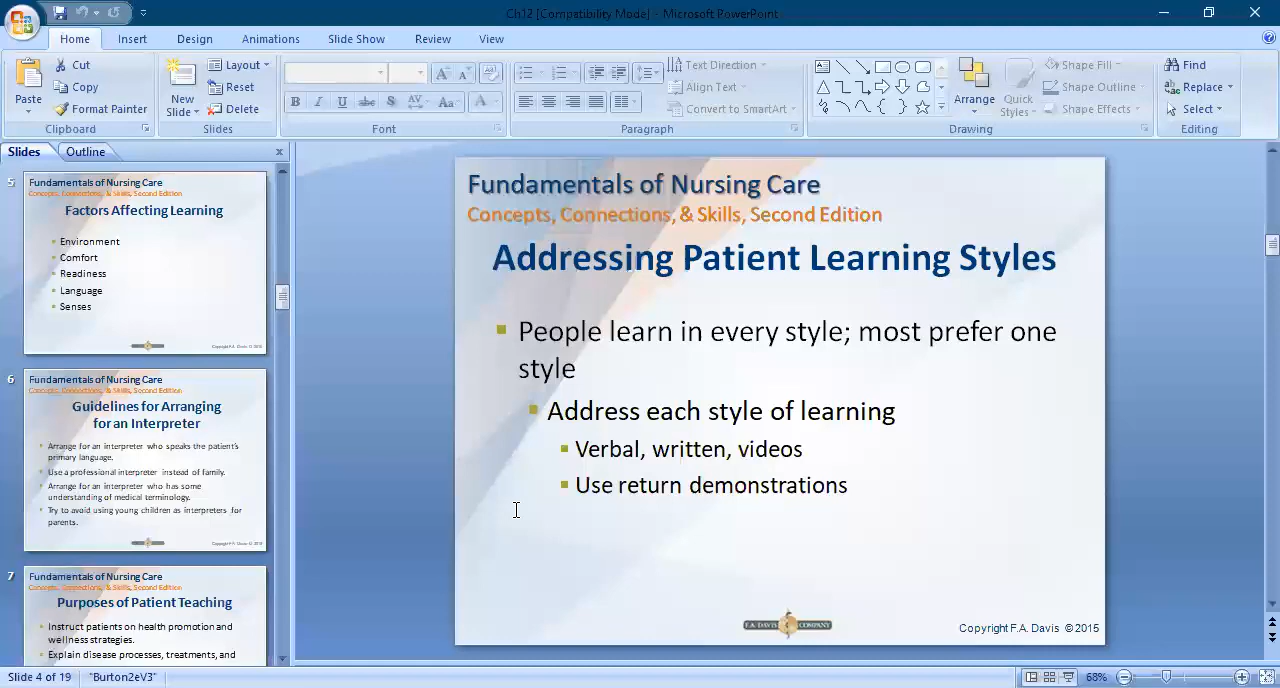 Ch12 [Compatibility Mode] - Microsoft PowerPoint
Home Insert Design Animations Slide Show Review View
Paste
Cut
Copy
Format Painter
Clipboard
New Slide
Layout
Reset
Delete
Slides
B I U abc S AV Aa A
Font
Text Direction
Align Text
Convert to SmartArt
Paragraph
Arrange
Quick Styles
Shape Fill
Shape Outline
Shape Effects
Drawing
Find
Replace
Select
Editing
Slides Outline x
5
Fundamentals of Nursing Care
Concepts, Connections, & Skills, Second Edition
Factors Affecting Learning
Environment
Comfort
Readiness
Language
Senses
6
Fundamentals of Nursing Care
Concepts, Connections, & Skills, Second Edition
Guidelines for Arranging
for an Interpreter
Arrange for an interpreter who speaks the patient's
primary language.
Use a professional interpreter instead of family.
Arrange for an interpreter who has some
understanding of medical terminology.
Try to avoid using young children as interpreters for
parents.
7
Fundamentals of Nursing Care
Concepts, Connections, & Skills, Second Edition
Purposes of Patient Teaching
Instruct patients on health promotion and
wellness strategies.
Explain disease processes, treatments, and
Fundamentals of Nursing Care
Concepts, Connections, & Skills, Second Edition
Addressing Patient Learning Styles
People learn in every style; most prefer one
style
Address each style of learning
Verbal, written, videos
Use return demonstrations
F.A. DAVIS COMPANY
Copyright F.A. Davis ©2015
Slide 4 of 19 "Burton2eV3" 68%